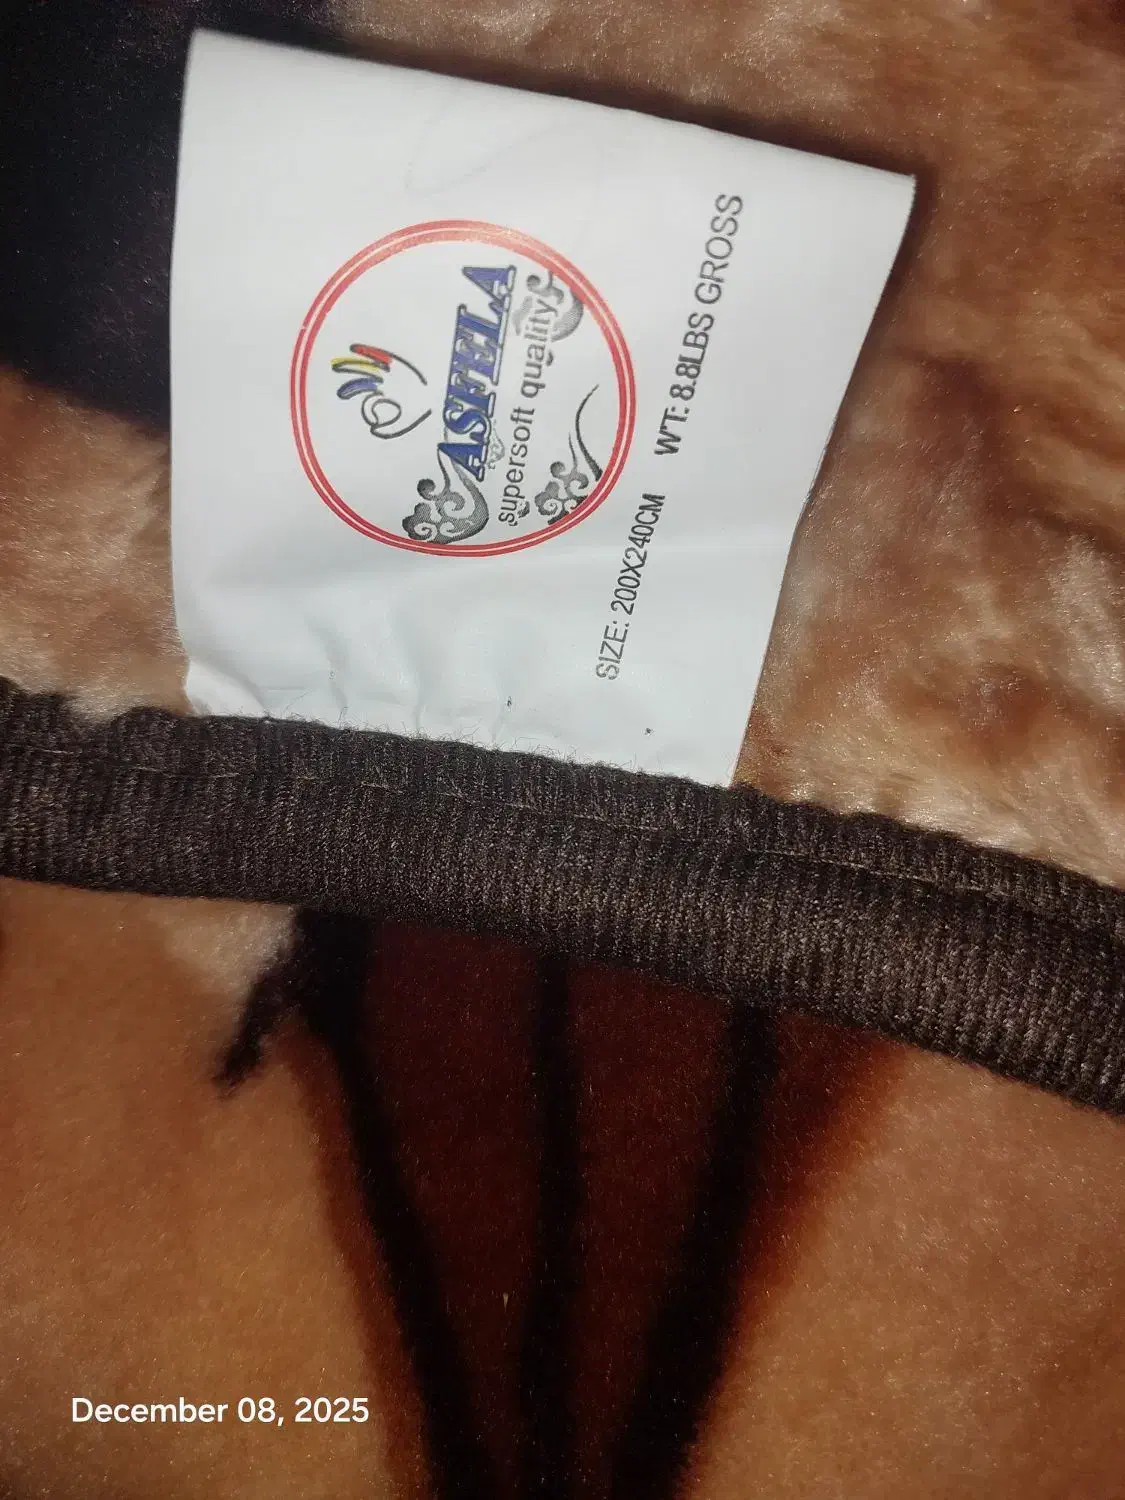 ASFELA
supersoft quality
SIZE: 200X240CM WT: 8.8LBS GROSS
December 08, 2025